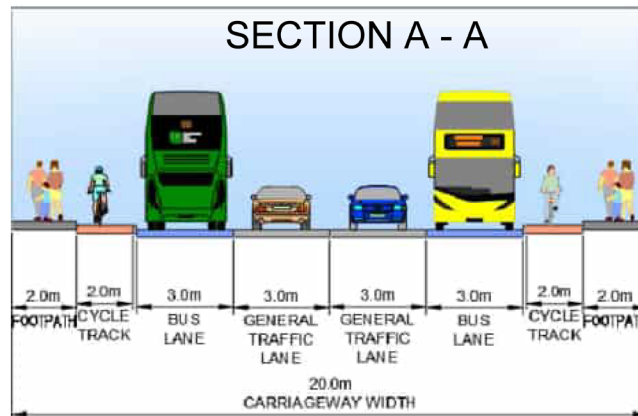 SECTION A - A
2.0m 2.0m 3.0m 3.0m 3.0m 3.0m 2.0m 2.0m
FOOTPATH CYCLE TRACK BUS LANE GENERAL TRAFFIC LANE GENERAL TRAFFIC LANE BUS LANE CYCLE TRACK FOOTPATH
20.0m
CARRIAGEWAY WIDTH